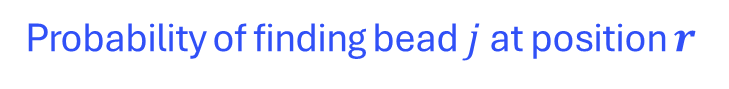 Probability of finding bead j at position r